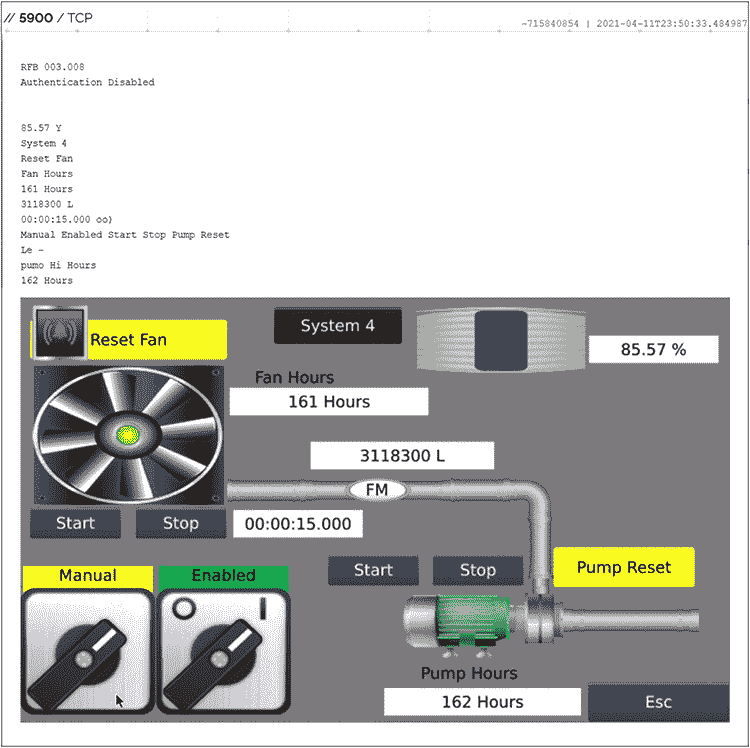 // 5900 / TCP
~715840854 | 2021-04-11T23:50:33.484987
RFB 003.008
Authentication Disabled
85.57 Y
System 4
Reset Fan
Fan Hours
161 Hours
3118300 L
00:00:15.000 oo)
Manual Enabled Start Stop Pump Reset
Le -
pumo Hi Hours
162 Hours
Reset Fan
System 4
85.57 %
Fan Hours
161 Hours
3118300 L
FM
Start
Stop
00:00:15.000
Manual
Enabled
Start
Stop
Pump Reset
Pump Hours
162 Hours
Esc